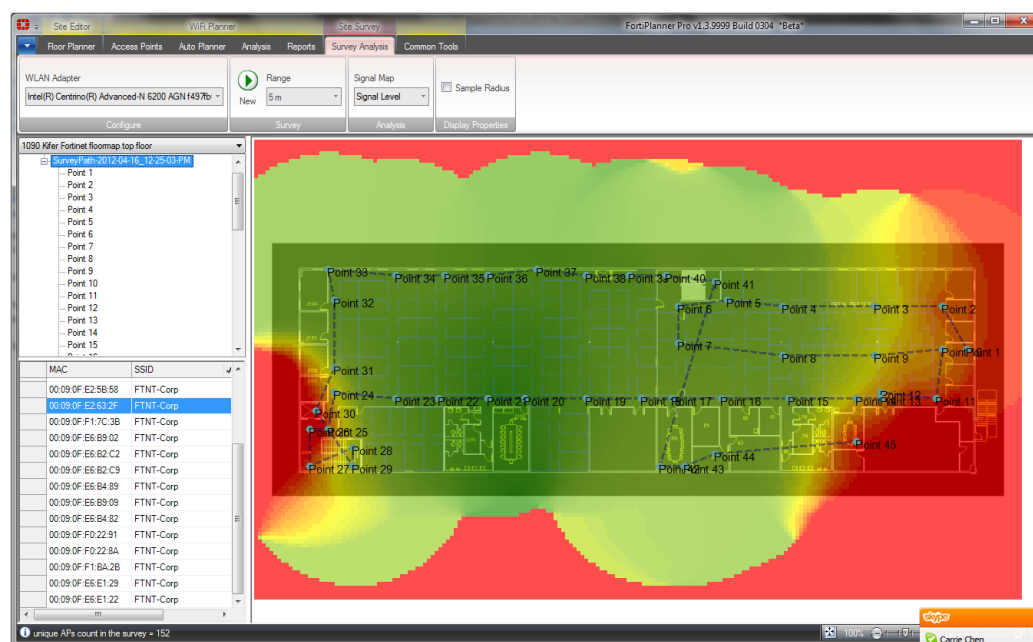 Site Editor WiFi Planner Site Survey FortiPlanner Pro v1.3.9999 Build 0304 *Beta*
Floor Planner Access Points Auto Planner Analysis Reports Survey Analysis Common Tools
WLAN Adapter
Intel(R) Centrino(R) Advanced-N 6200 AGN f497fb
Configure
New
Range
5 m
Survey
Signal Map
Signal Level
Analysis
Sample Radius
Display Properties
1090 Kifer Fortinet floormap top floor
SurveyPath-2012-04-16_12-25-03-PM
Point 1
Point 2
Point 3
Point 4
Point 5
Point 6
Point 7
Point 8
Point 9
Point 10
Point 11
Point 12
Point 13
Point 14
Point 15
MAC SSID
00:09:0F:E2:5B:58 FTNT-Corp
00:09:0F:E2:63:2F FTNT-Corp
00:09:0F:F1:7C:3B FTNT-Corp
00:09:0F:E6:B9:02 FTNT-Corp
00:09:0F:E6:B2:C2 FTNT-Corp
00:09:0F:E6:B2:C9 FTNT-Corp
00:09:0F:E6:B4:89 FTNT-Corp
00:09:0F:E6:B9:09 FTNT-Corp
00:09:0F:E6:B4:82 FTNT-Corp
00:09:0F:F0:22:91 FTNT-Corp
00:09:0F:F0:22:8A FTNT-Corp
00:09:0F:F1:BA:2B FTNT-Corp
00:09:0F:E6:E1:29 FTNT-Corp
00:09:0F:E6:E1:22 FTNT-Corp
Point 33 Point 34 Point 35 Point 36 Point 37 Point 38 Point 40
Point 41
Point 32 Point 6 Point 5 Point 4 Point 3 Point 2
Point 7 Point 8 Point 9 Point 1
Point 31
Point 24 Point 23 Point 22 Point 20 Point 19 Point 17 Point 16 Point 15 Point 13 Point 12 Point 11
Point 30
Point 25
Point 28 Point 44 Point 45
Point 27 Point 29 Point 42 Point 43
unique APs count in the survey = 152
100%
skype
Carrie Chen